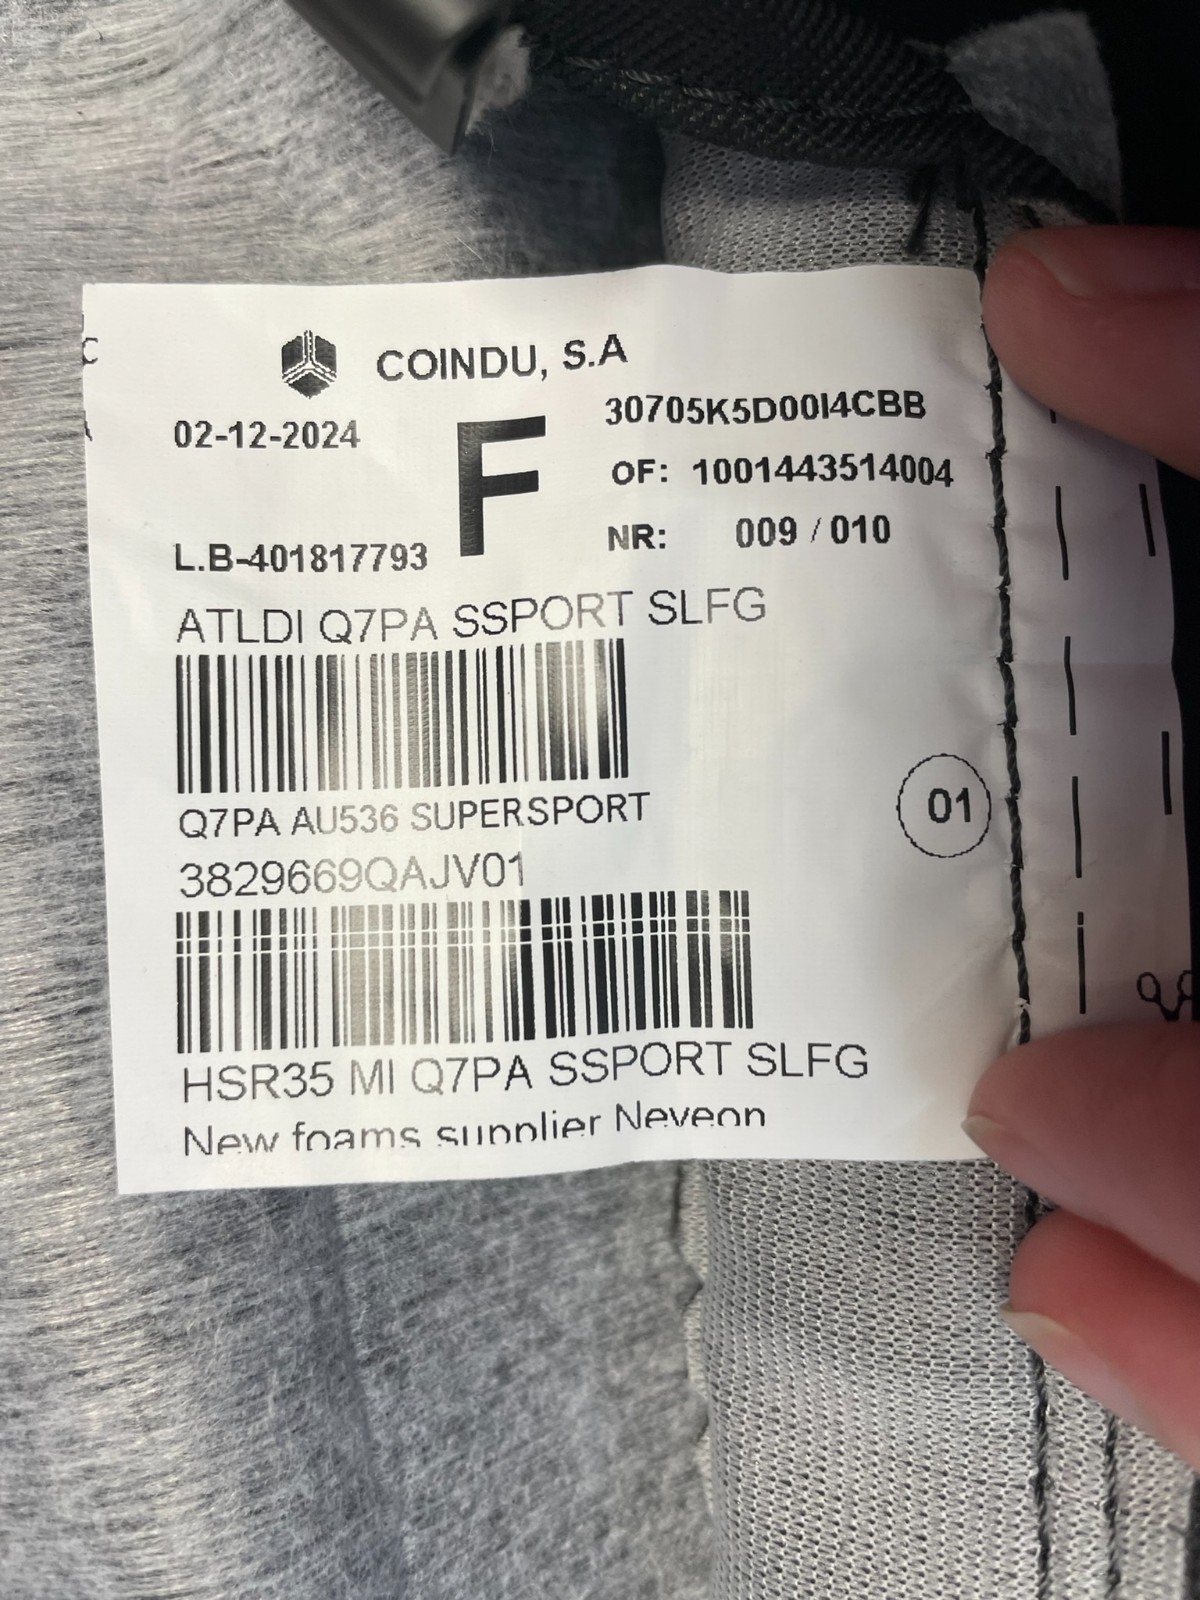 COINDU, S.A
02-12-2024
F
30705K5D00I4CBB
OF: 1001443514004
NR: 009 / 010
L.B-401817793
ATLDI Q7PA SSPORT SLFG
Q7PA AU536 SUPERSPORT
01
3829669QAJV01
HSR35 MI Q7PA SSPORT SLFG
New foams supplier Neveon